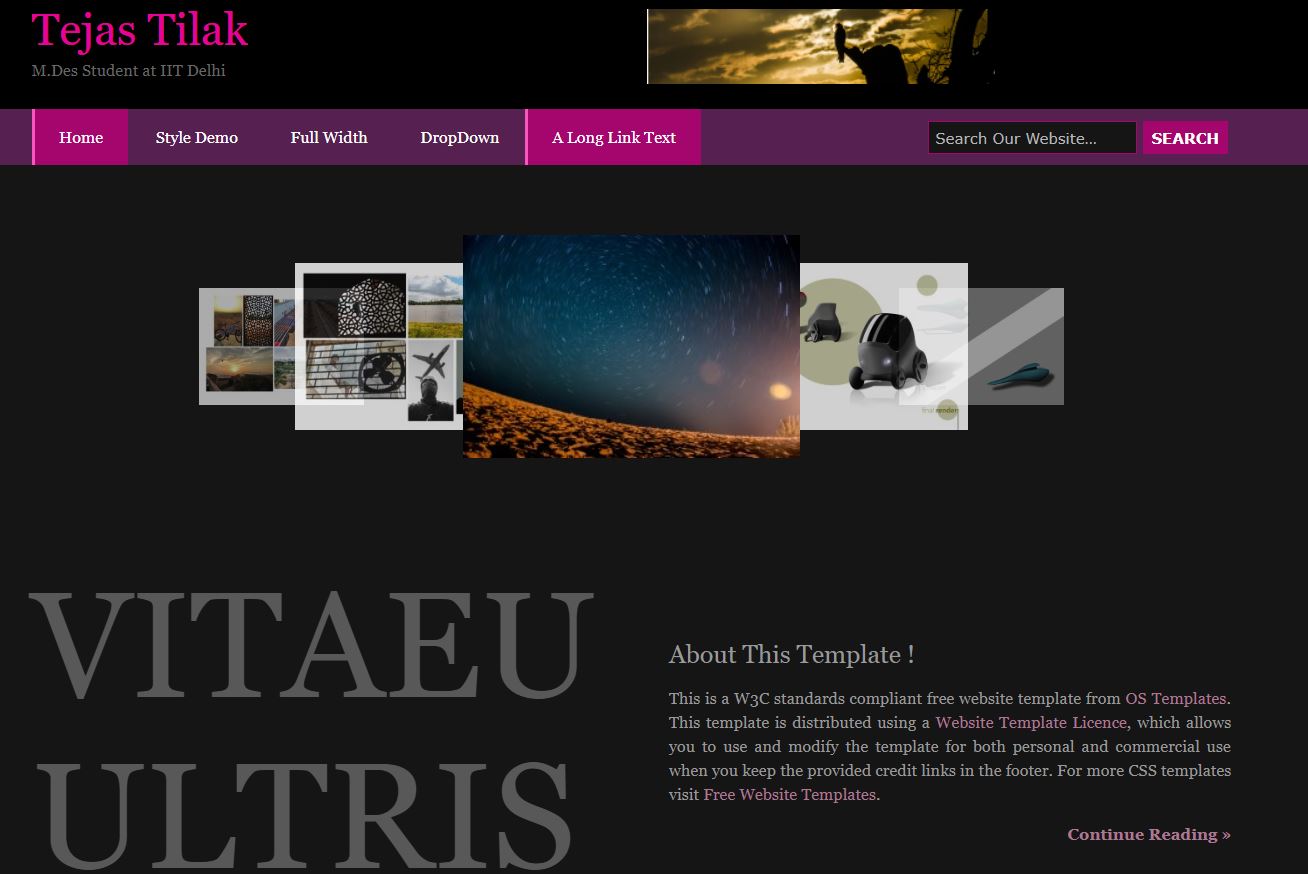 Tejas Tilak
M.Des Student at IIT Delhi
Home
Style Demo
Full Width
DropDown
A Long Link Text
Search Our Website...
SEARCH
final render
VITAEU
ULTRIS
About This Template !
This is a W3C standards compliant free website template from OS Templates.
This template is distributed using a Website Template Licence, which allows
you to use and modify the template for both personal and commercial use
when you keep the provided credit links in the footer. For more CSS templates
visit Free Website Templates.
Continue Reading »